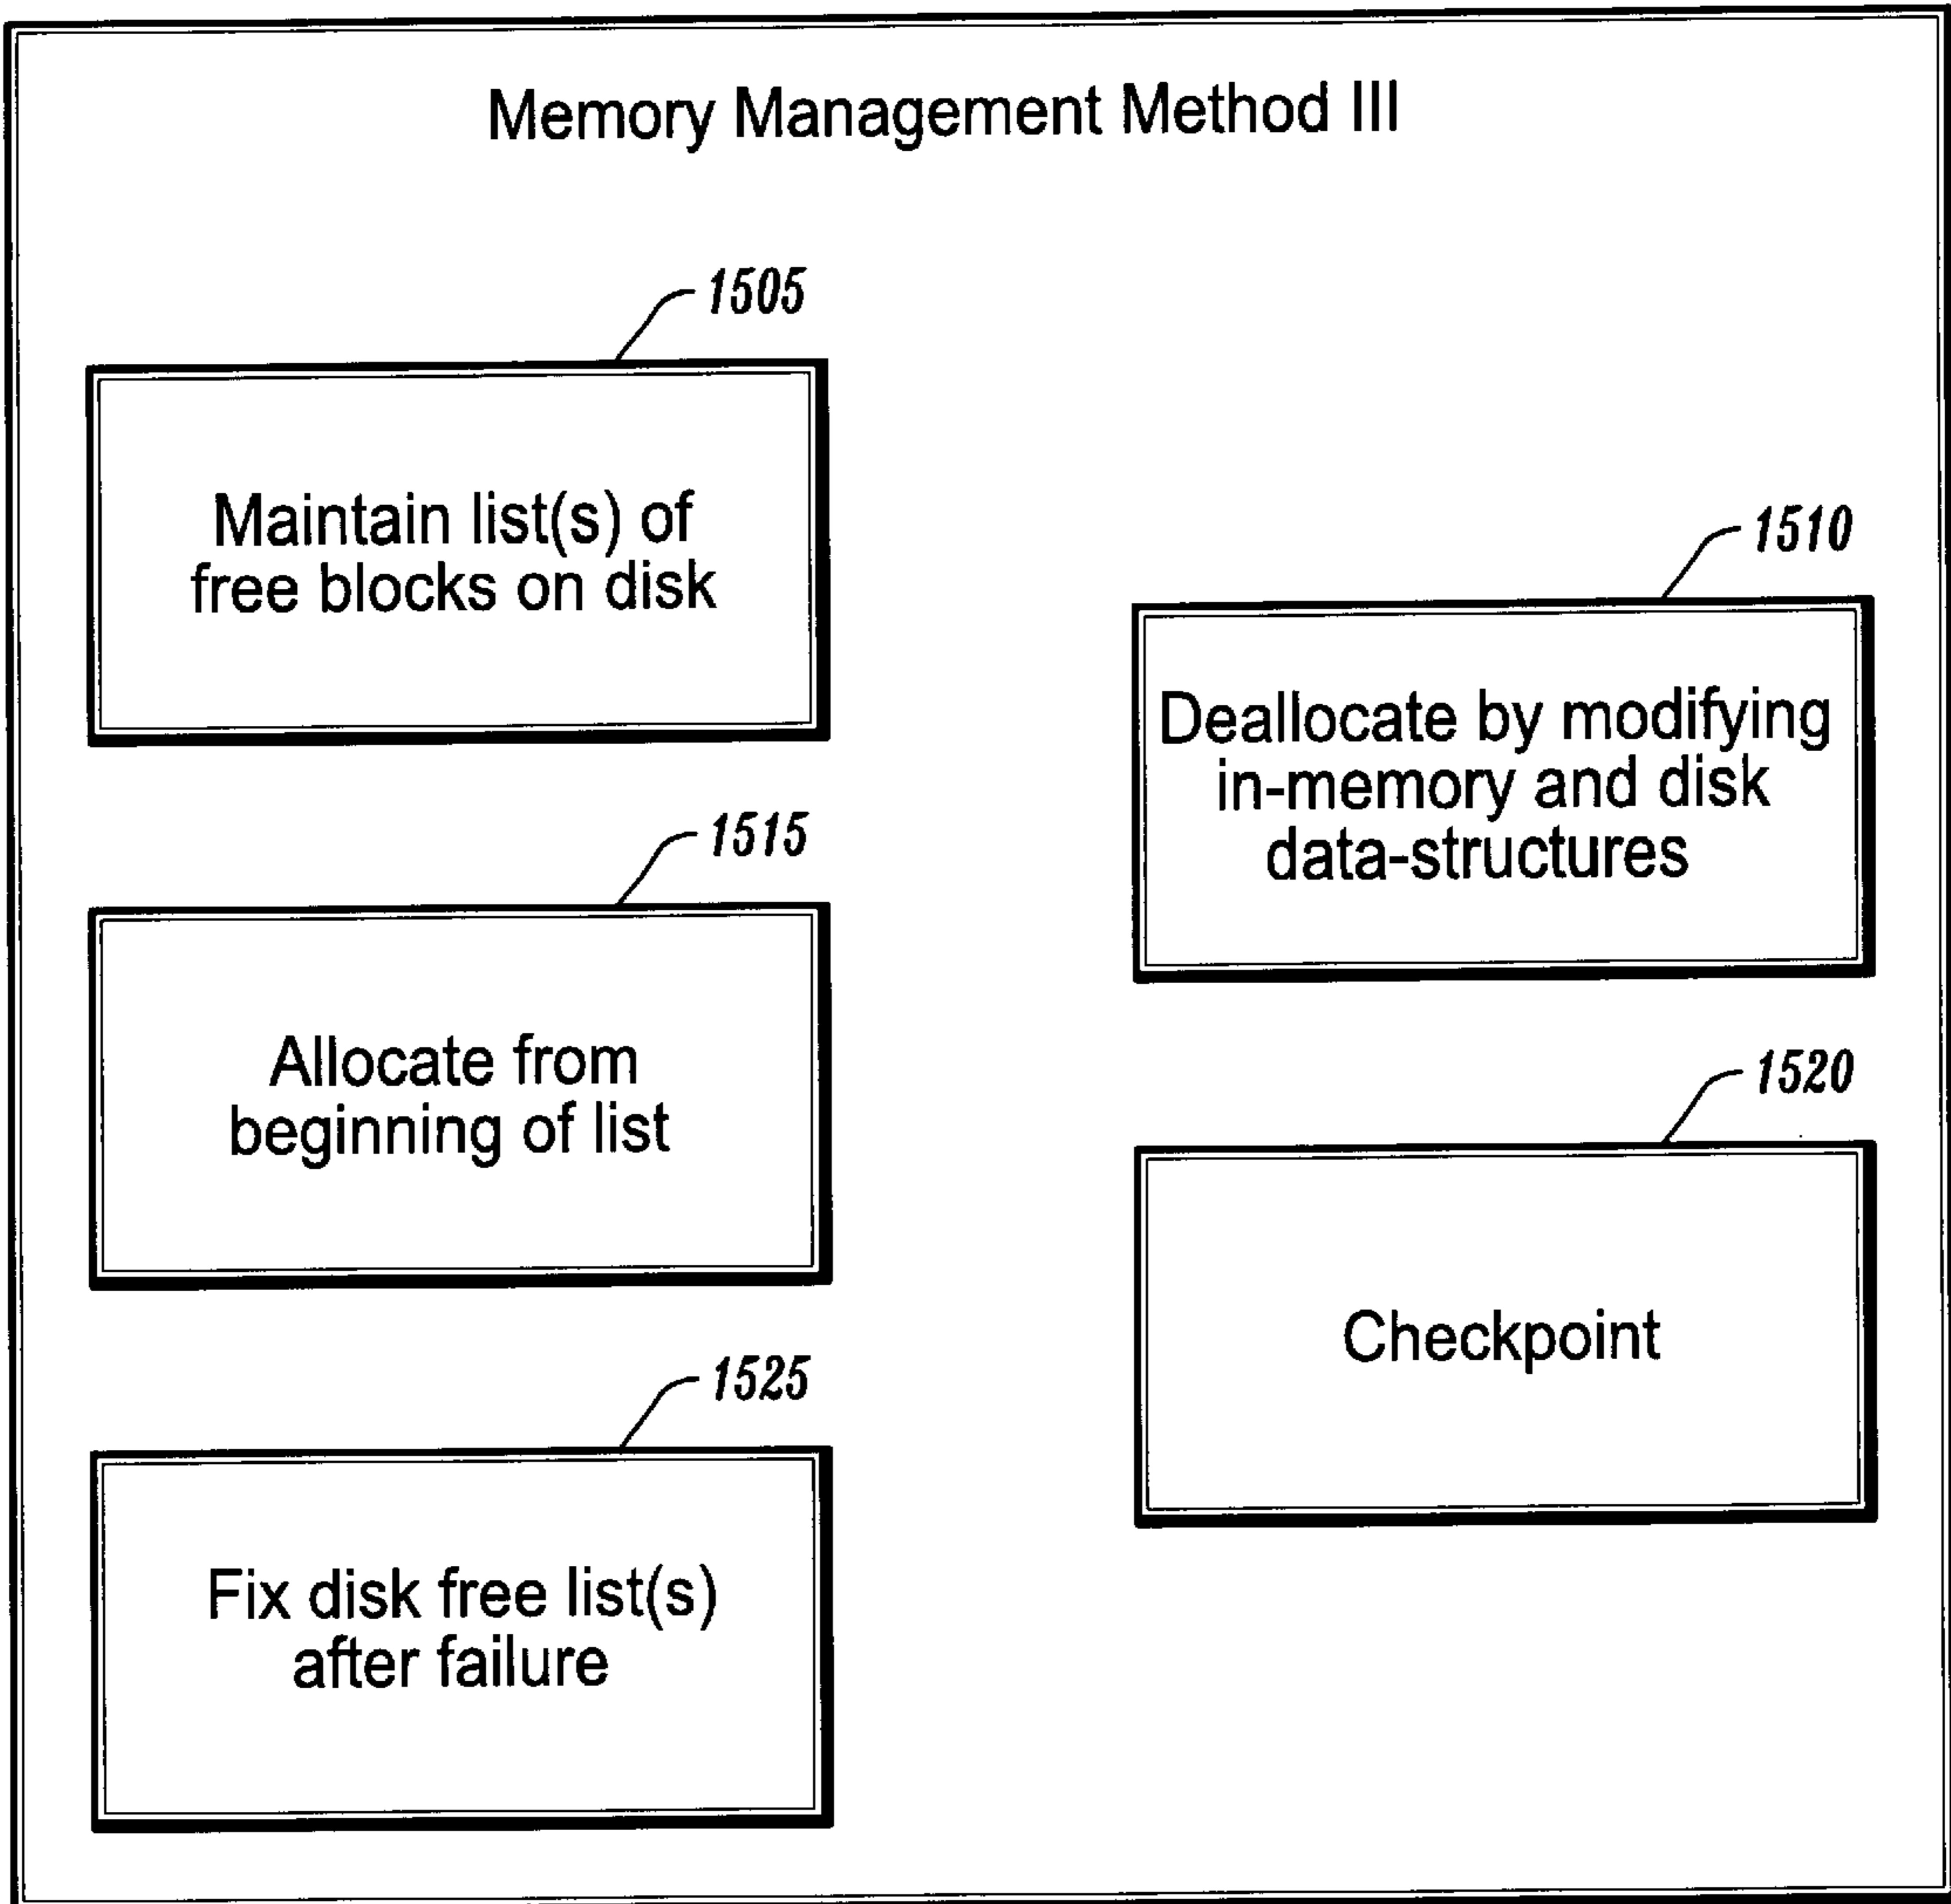 Memory Management Method III
1505
Maintain list(s) of
free blocks on disk
1510
Deallocate by modifying
in-memory and disk
data-structures
1515
Allocate from
beginning of list
1520
Checkpoint
1525
Fix disk free list(s)
after failure